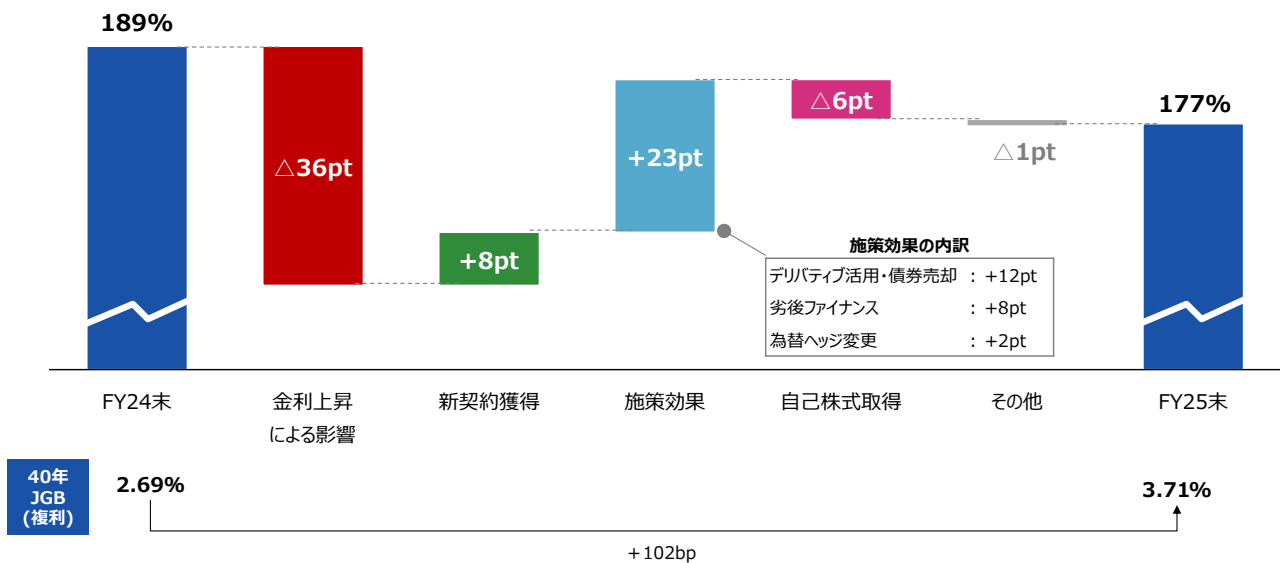 189%
△36pt
+8pt
+23pt
△6pt
△1pt
177%
施策効果の内訳
デリバティブ活用・債券売却 : +12pt
劣後ファイナンス : +8pt
為替ヘッジ変更 : +2pt
FY24末
金利上昇
による影響
新契約獲得
施策効果
自己株式取得
その他
FY25末
40年
JGB
(複利)
2.69%
3.71%
+102bp